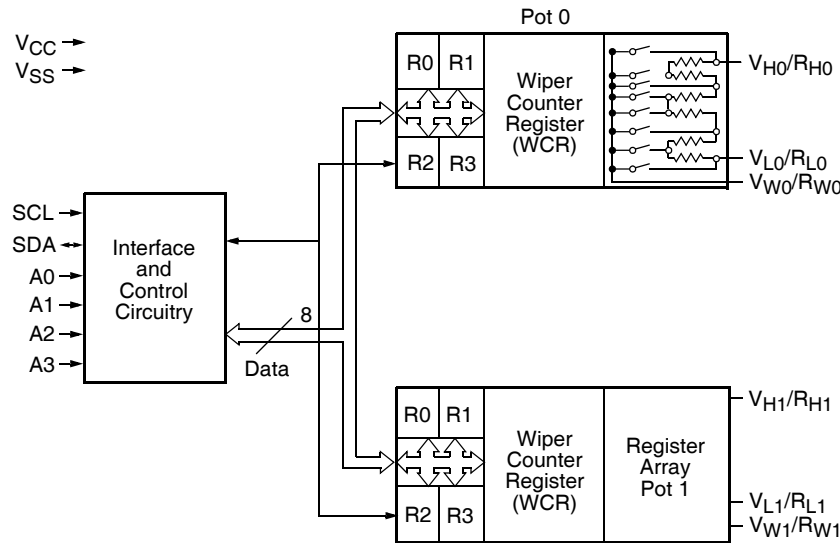 Pot 0
VCC
VSS
R0 R1
R2 R3
Wiper
Counter
Register
(WCR)
VH0/RH0
VL0/RL0
VW0/RW0
SCL
SDA
A0
A1
A2
A3
Interface
and
Control
Circuitry
8
Data
R0 R1
R2 R3
Wiper
Counter
Register
(WCR)
Register
Array
Pot 1
VH1/RH1
VL1/RL1
VW1/RW1